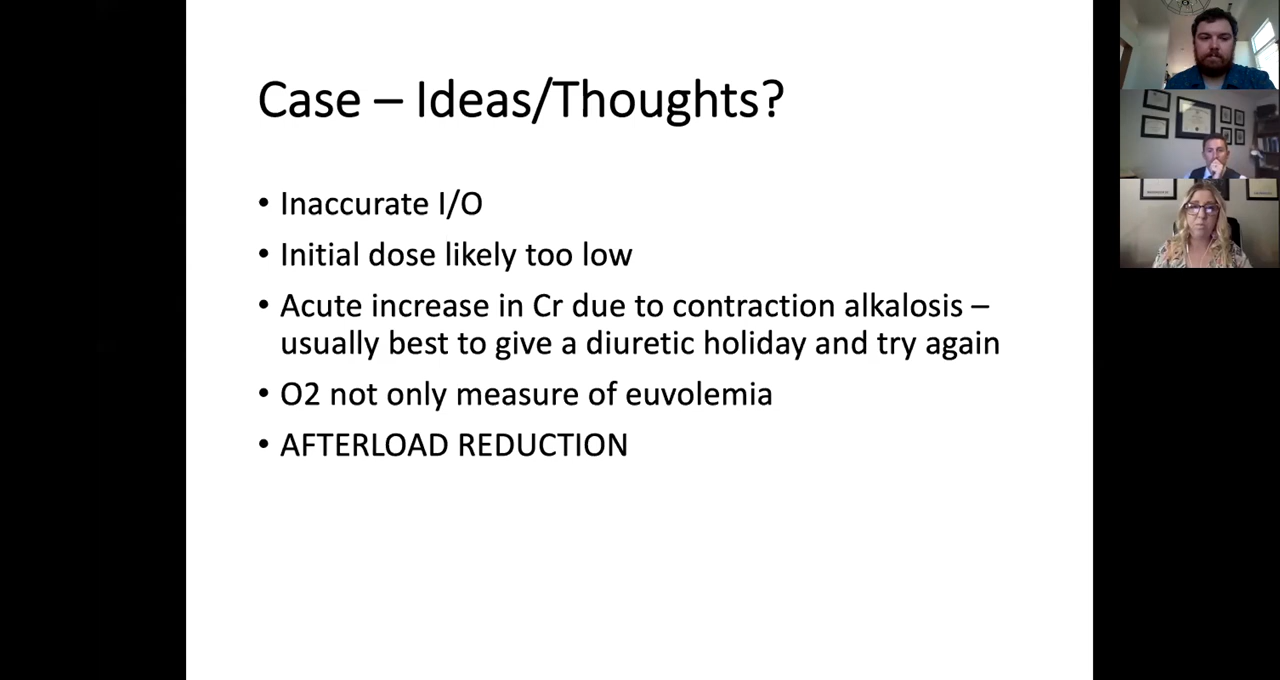 Case – Ideas/Thoughts?
• Inaccurate I/O
• Initial dose likely too low
• Acute increase in Cr due to contraction alkalosis –
usually best to give a diuretic holiday and try again
• O2 not only measure of euvolemia
• AFTERLOAD REDUCTION